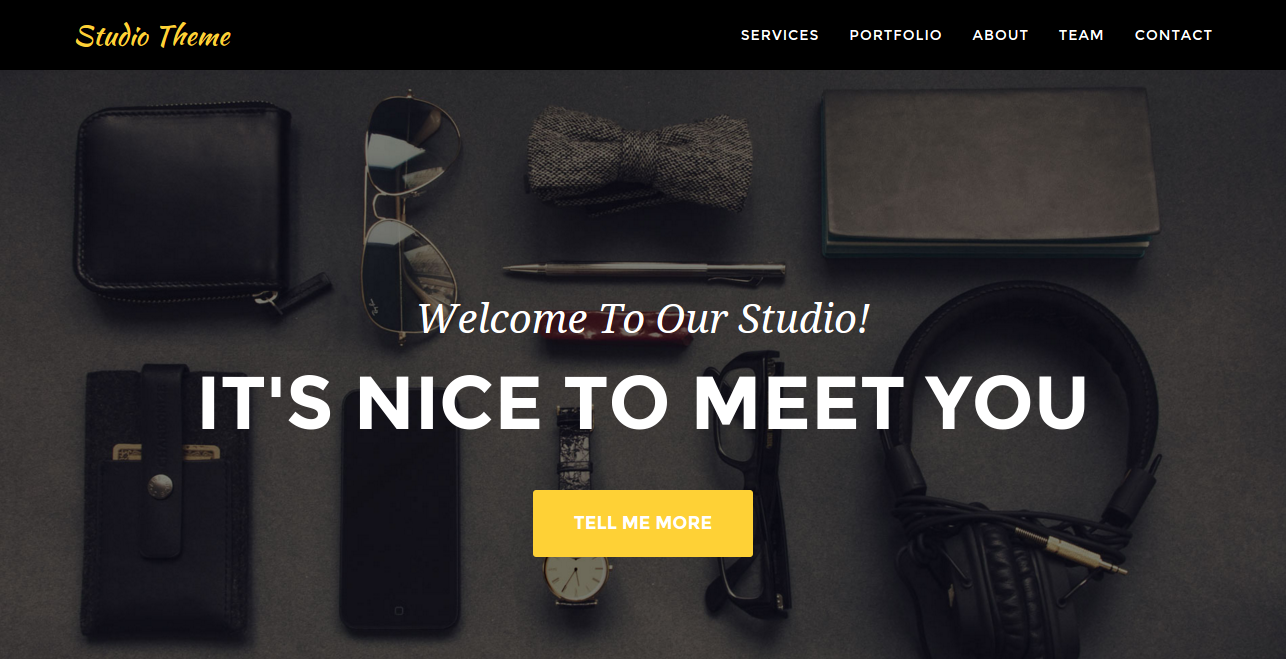 Studio Theme
SERVICES PORTFOLIO ABOUT TEAM CONTACT
Welcome To Our Studio!
IT'S NICE TO MEET YOU
TELL ME MORE